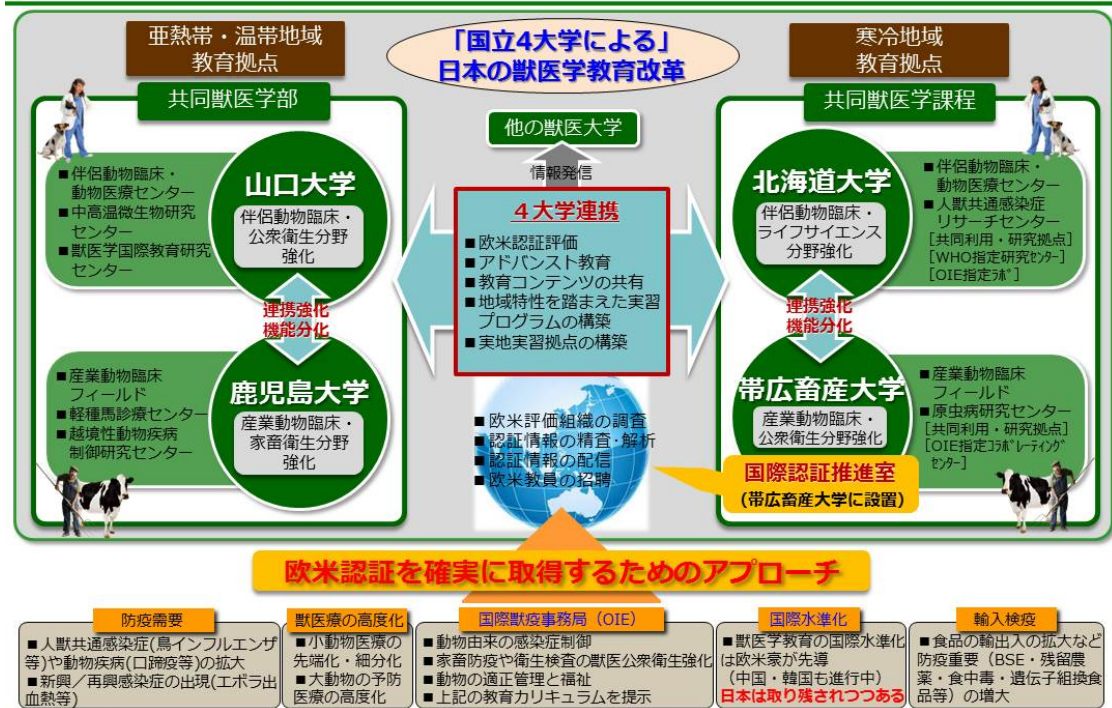 「国立4大学による」
日本の獣医学教育改革
亜熱帯・温帯地域
教育拠点
共同獣医学部
■伴侶動物臨床・
動物医療センター
■中高温微生物研究
センター
■獣医学国際教育研究
センター
山口大学
伴侶動物臨床・
公衆衛生分野
強化
連携強化
機能分化
■産業動物臨床
フィールド
■軽種馬診療センター
■越境性動物疾病
制御研究センター
鹿児島大学
産業動物臨床・
家畜衛生分野
強化
他の獣医大学
情報発信
4大学連携
■欧米認証評価
■アドバンスト教育
■教育コンテンツの共有
■地域特性を踏まえた実習
プログラムの構築
■実地実習拠点の構築
■欧米評価組織の調査
■認証情報の精査・解析
■認証情報の配信
■欧米教員の招聘
国際認証推進室
(帯広畜産大学に設置)
寒冷地域
教育拠点
共同獣医学課程
北海道大学
伴侶動物臨床・
ライフサイエンス
分野強化
■伴侶動物臨床・
動物医療センター
■人獣共通感染症
リサーチセンター
[共同利用・研究拠点]
[WHO指定研究センター]
[OIE指定ラボ]
連携強化
機能分化
帯広畜産大学
産業動物臨床・
公衆衛生分野強化
■産業動物臨床
フィールド
■原虫病研究センター
[共同利用・研究拠点]
[OIE指定コラボレーティング
センター]
欧米認証を確実に取得するためのアプローチ
防疫需要
■人獣共通感染症(鳥インフルエンザ
等)や動物疾病(口蹄疫等)の拡大
■新興／再興感染症の出現(エボラ出
血熱等)
獣医療の高度化
■小動物医療の
先端化・細分化
■大動物の予防
医療の高度化
国際獣疫事務局（OIE）
■動物由来の感染症制御
■家畜防疫や衛生検査の獣医公衆衛生強化
■動物の適正管理と福祉
■上記の教育カリキュラムを提示
国際水準化
■獣医学教育の国際水準化
は欧米豪が先導
（中国・韓国も進行中）
日本は取り残されつつある
輸入検疫
■食品の輸出入の拡大など
防疫重要（BSE・残留農
薬・食中毒・遺伝子組換食
品等）の増大